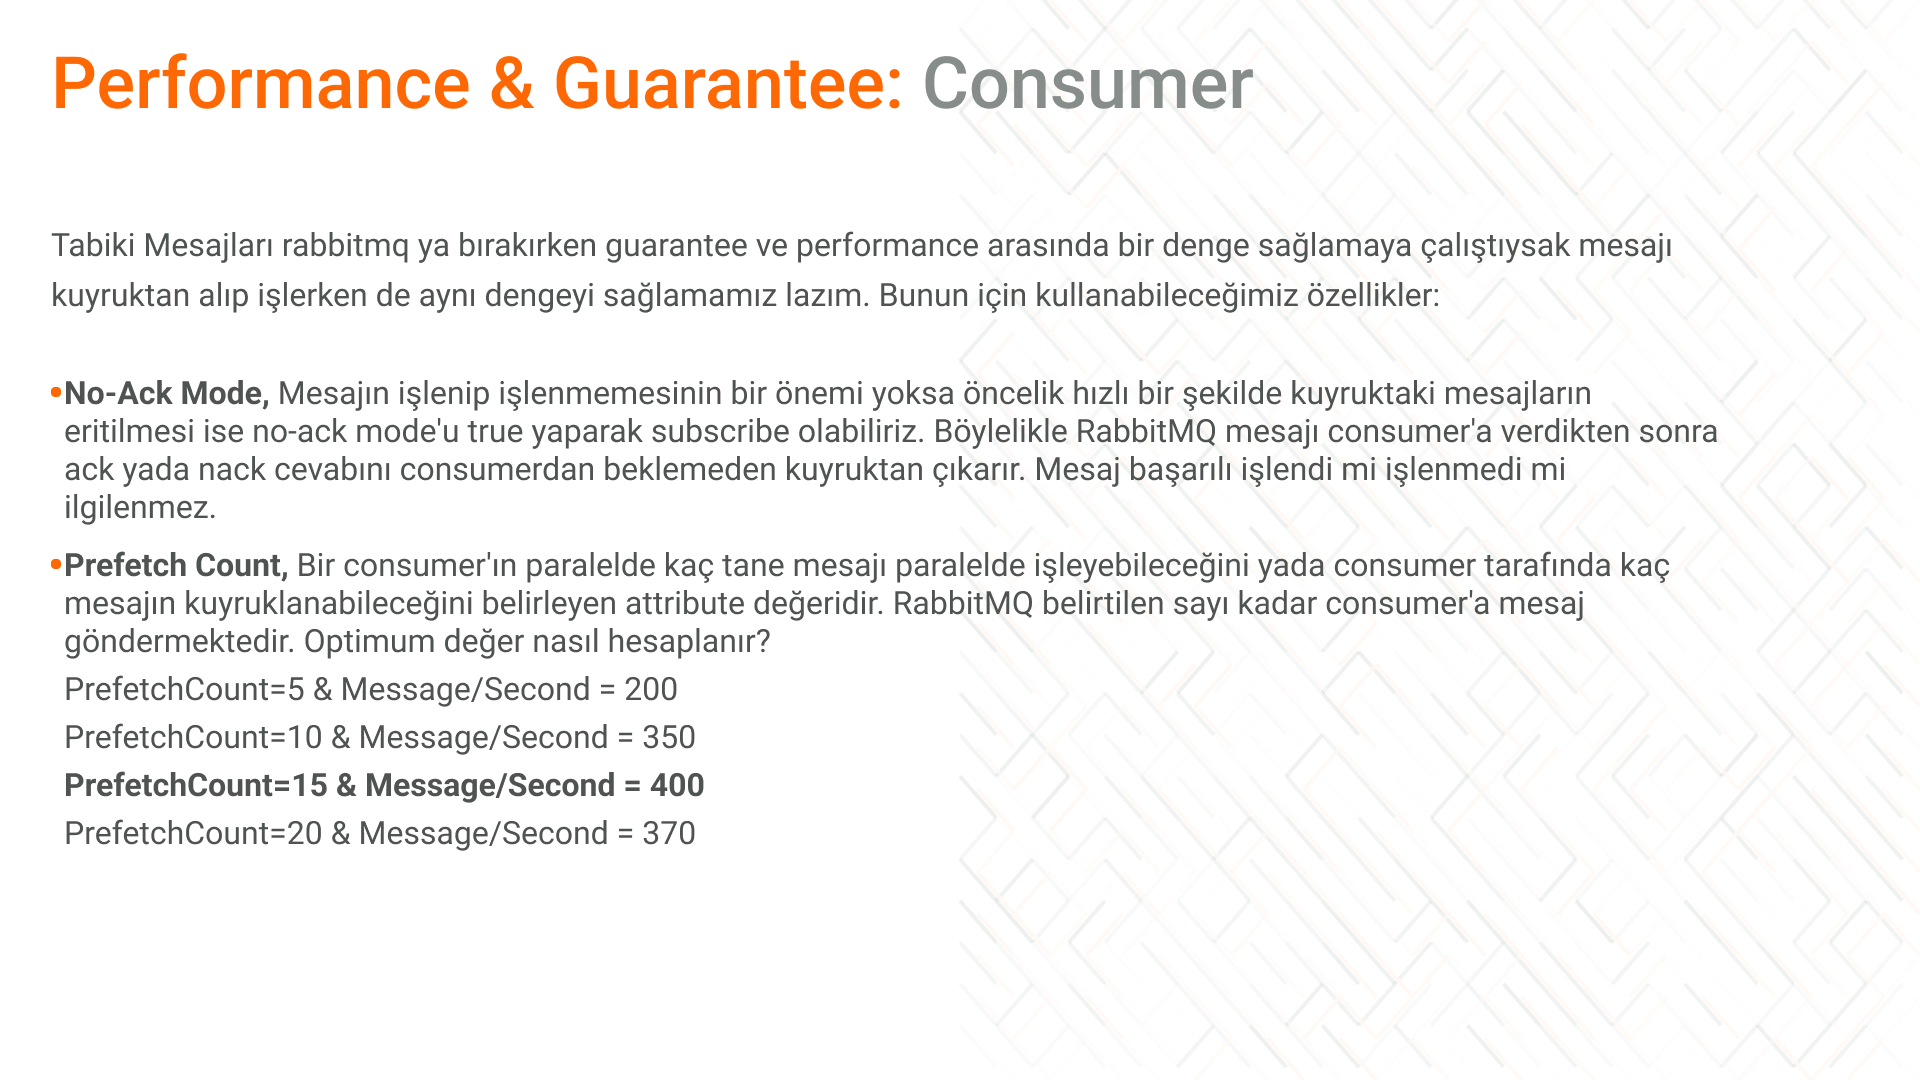 Performance & Guarantee: Consumer
Tabiki Mesajları rabbitmq ya bırakırken guarantee ve performance arasında bir denge sağlamaya çalıştıysak mesajı
kuyruktan alıp işlerken de aynı dengeyi sağlamamız lazım. Bunun için kullanabileceğimiz özellikler:
•No-Ack Mode, Mesajın işlenip işlenmemesinin bir önemi yoksa öncelik hızlı bir şekilde kuyruktaki mesajların
eritilmesi ise no-ack mode'u true yaparak subscribe olabiliriz. Böylelikle RabbitMQ mesajı consumer'a verdikten sonra
ack yada nack cevabını consumerdan beklemeden kuyruktan çıkarır. Mesaj başarılı işlendi mi işlenmedi mi
ilgilenmez.
•Prefetch Count, Bir consumer'ın paralelde kaç tane mesajı paralelde işleyebileceğini yada consumer tarafında kaç
mesajın kuyruklanabileceğini belirleyen attribute değeridir. RabbitMQ belirtilen sayı kadar consumer'a mesaj
göndermektedir. Optimum değer nasıl hesaplanır?
PrefetchCount=5 & Message/Second = 200
PrefetchCount=10 & Message/Second = 350
PrefetchCount=15 & Message/Second = 400
PrefetchCount=20 & Message/Second = 370